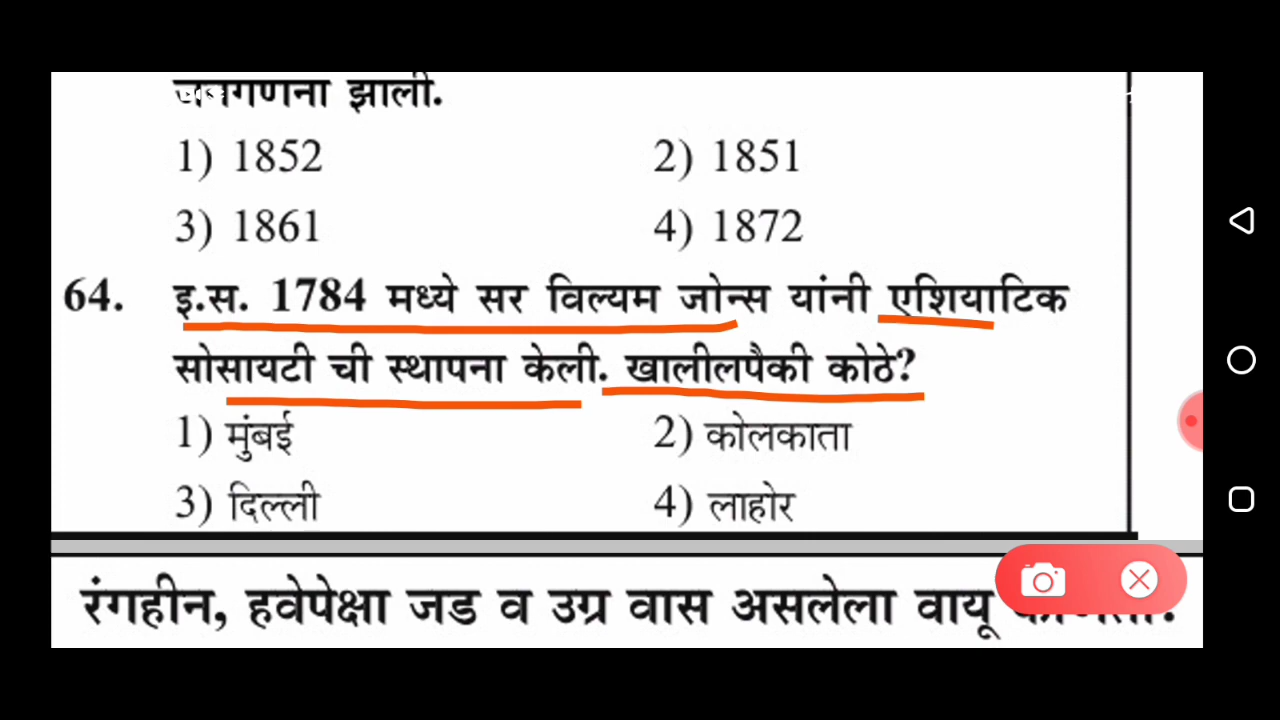 जनगणना झाली.
1) 1852 2) 1851
3) 1861 4) 1872
64. इ.स. 1784 मध्ये सर विल्यम जोन्स यांनी एशियाटिक
सोसायटी ची स्थापना केली. खालीलपैकी कोठे?
1) मुंबई 2) कोलकाता
3) दिल्ली 4) लाहोर
रंगहीन, हवेपेक्षा जड व उग्र वास असलेला वायू